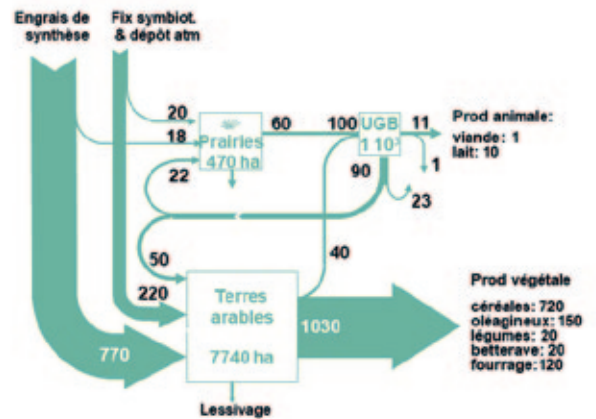 Engrais de
synthèse
Fix symbiot.
& dépôt atm
20
18
22
Prairies
470 ha
60
100
UGB
1 10³
11
1
90
23
Prod animale:
viande: 1
lait: 10
50
220
40
770
Terres
arables
7740 ha
1030
Lessivage
Prod végétale
céréales: 720
oléagineux: 150
légumes: 20
betterave: 20
fourrage: 120